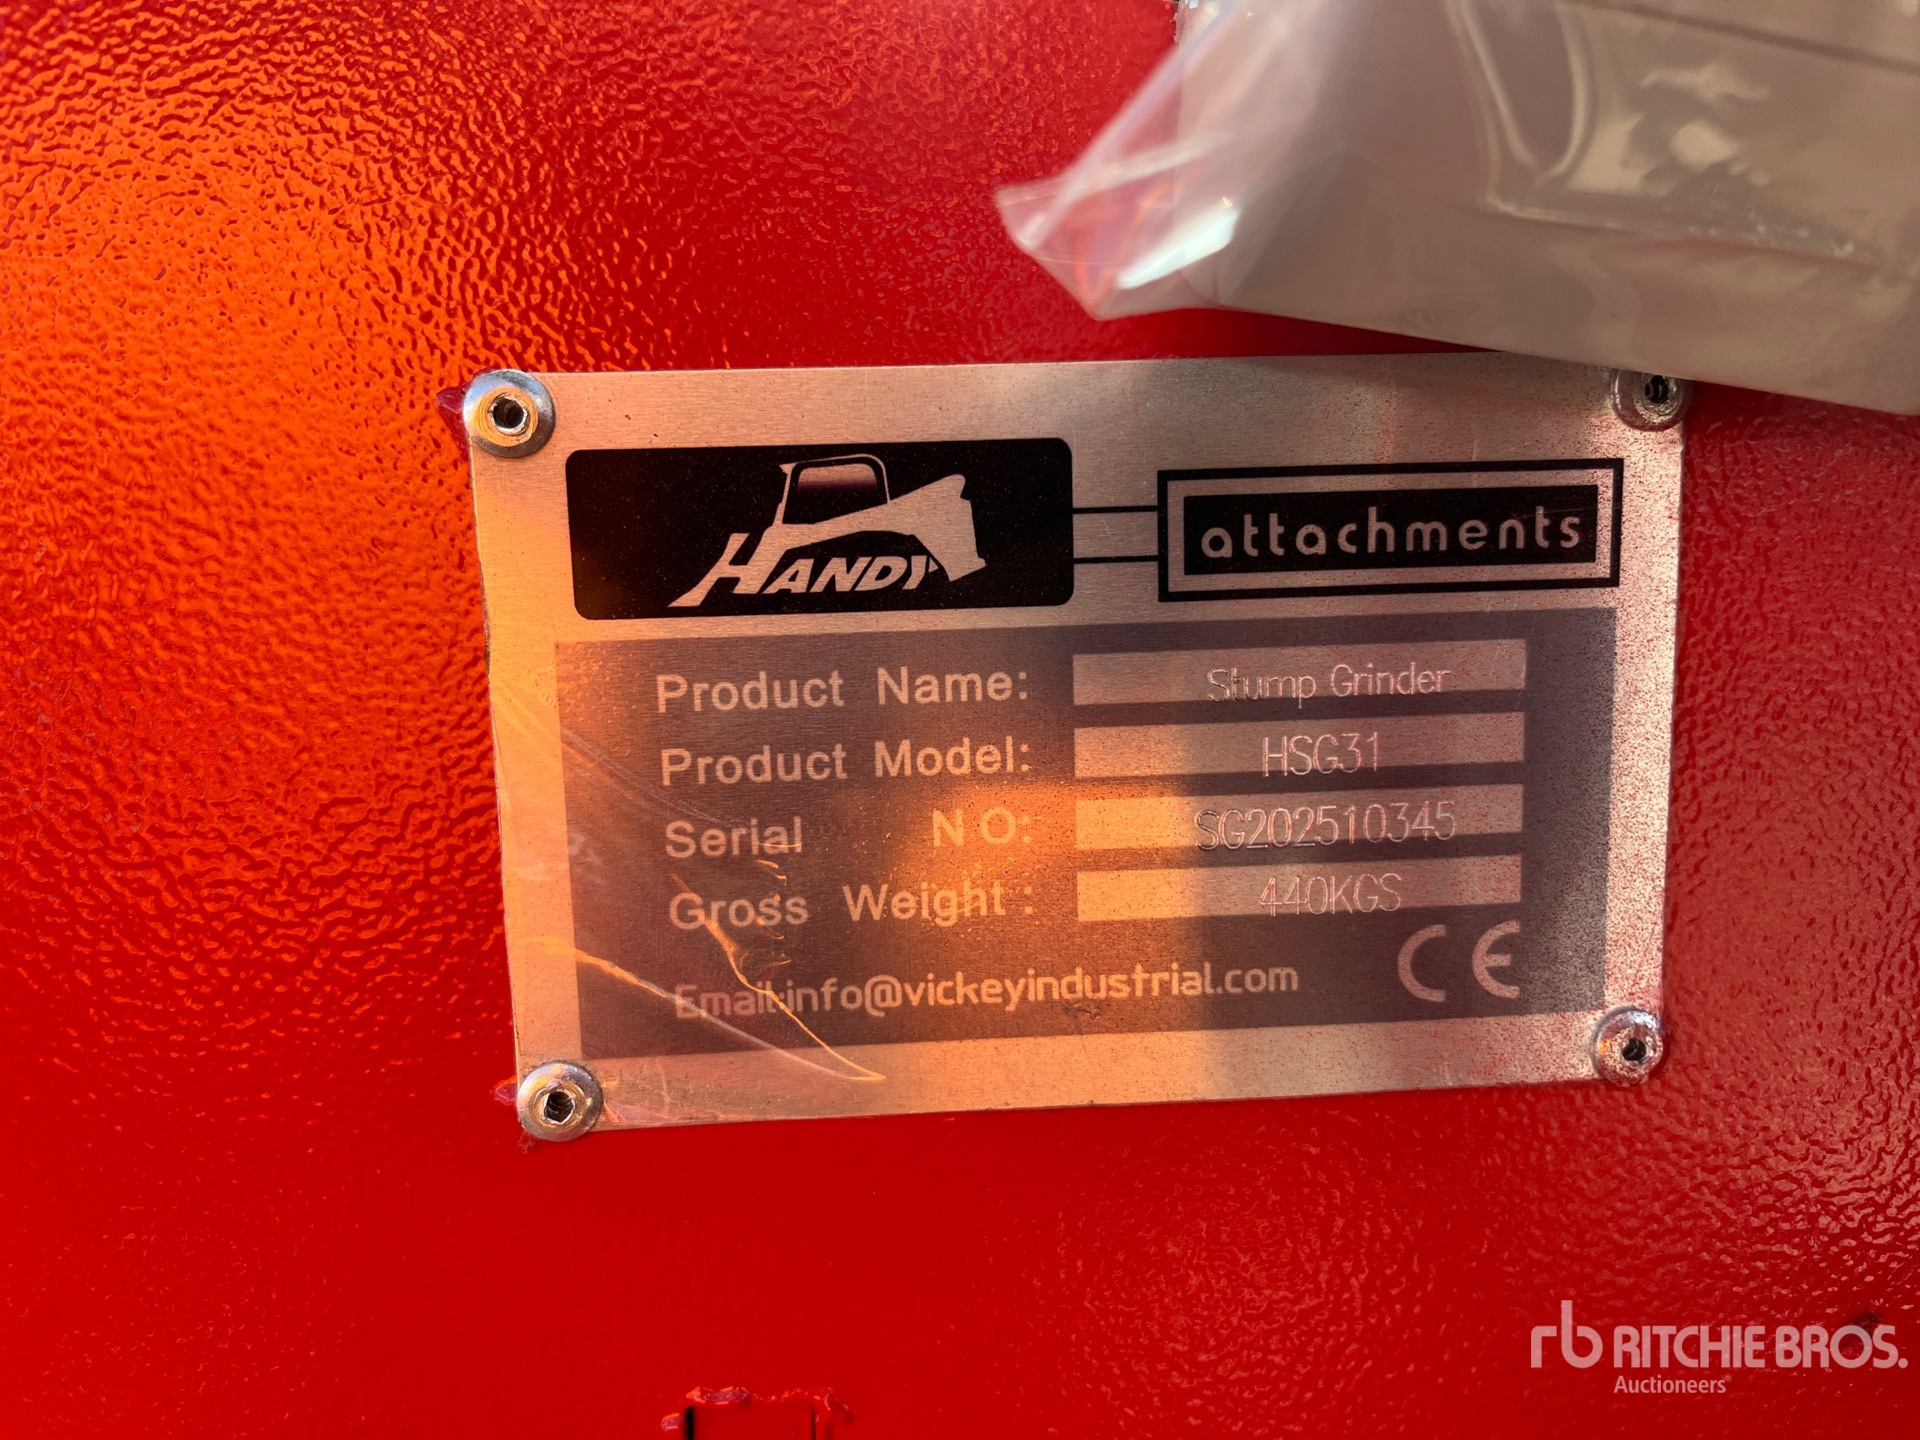 HANDY
attachments
Product Name: Stump Grinder
Product Model: HSG31
Serial NO: SG202510345
Gross Weight: 440KGS
Email:info@vickeyindustrial.com
CE
rb RITCHIE BROS.
Auctioneers